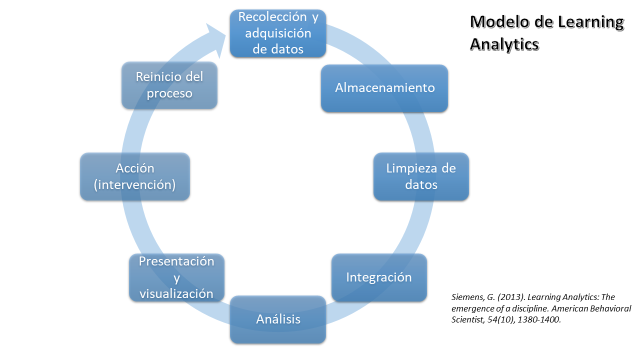 Modelo de Learning
Analytics
Recolección y
adquisición
de datos
Almacenamiento
Limpieza de
datos
Integración
Análisis
Presentación
y
visualización
Acción
(intervención)
Reinicio del
proceso
Siemens, G. (2013). Learning Analytics: The
emergence of a discipline. American Behavioral
Scientist, 54(10), 1380-1400.